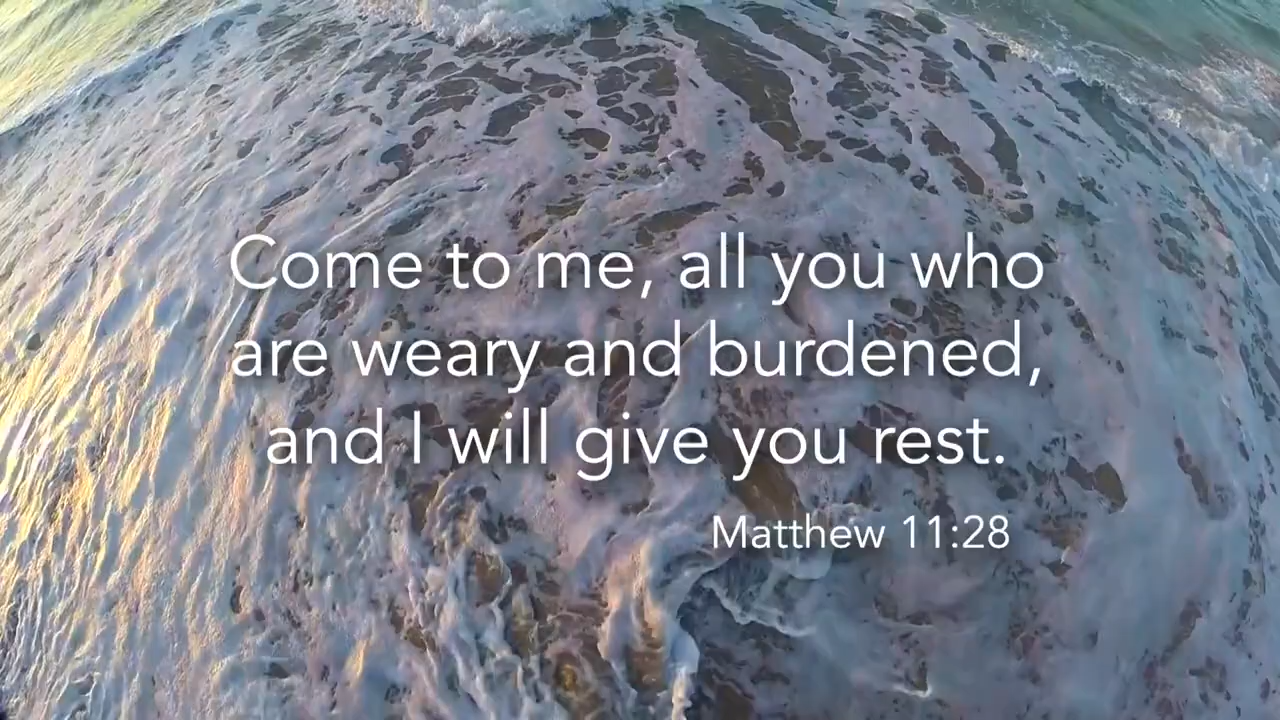 Come to me, all you who
are weary and burdened,
and I will give you rest.
Matthew 11:28